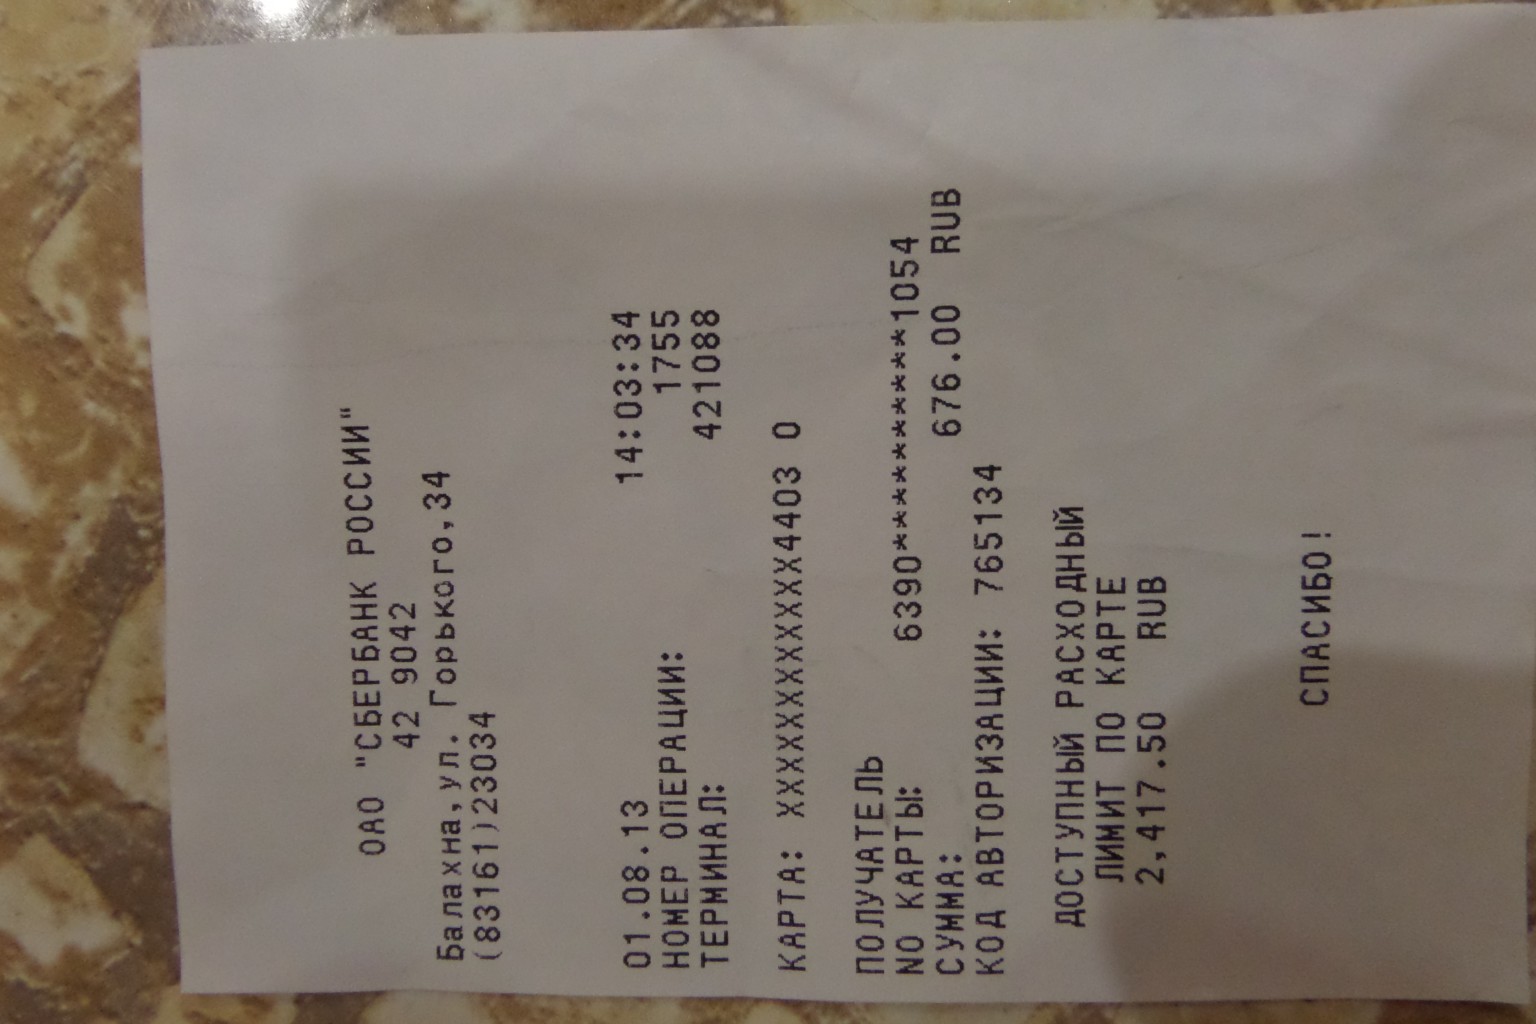 ОАО "СБЕРБАНК РОССИИ"
42 9042
Балахна,ул. Горького,34
(83161)23034
01.08.13 14:03:34
НОМЕР ОПЕРАЦИИ: 1755
ТЕРМИНАЛ: 421088
КАРТА: XXXXXXXXXXXXXX4403 0
ПОЛУЧАТЕЛЬ
NO КАРТЫ: 6390**********1054
СУММА: 676.00 RUB
КОД АВТОРИЗАЦИИ: 765134
ДОСТУПНЫЙ РАСХОДНЫЙ
ЛИМИТ ПО КАРТЕ
2,417.50 RUB
СПАСИБО!